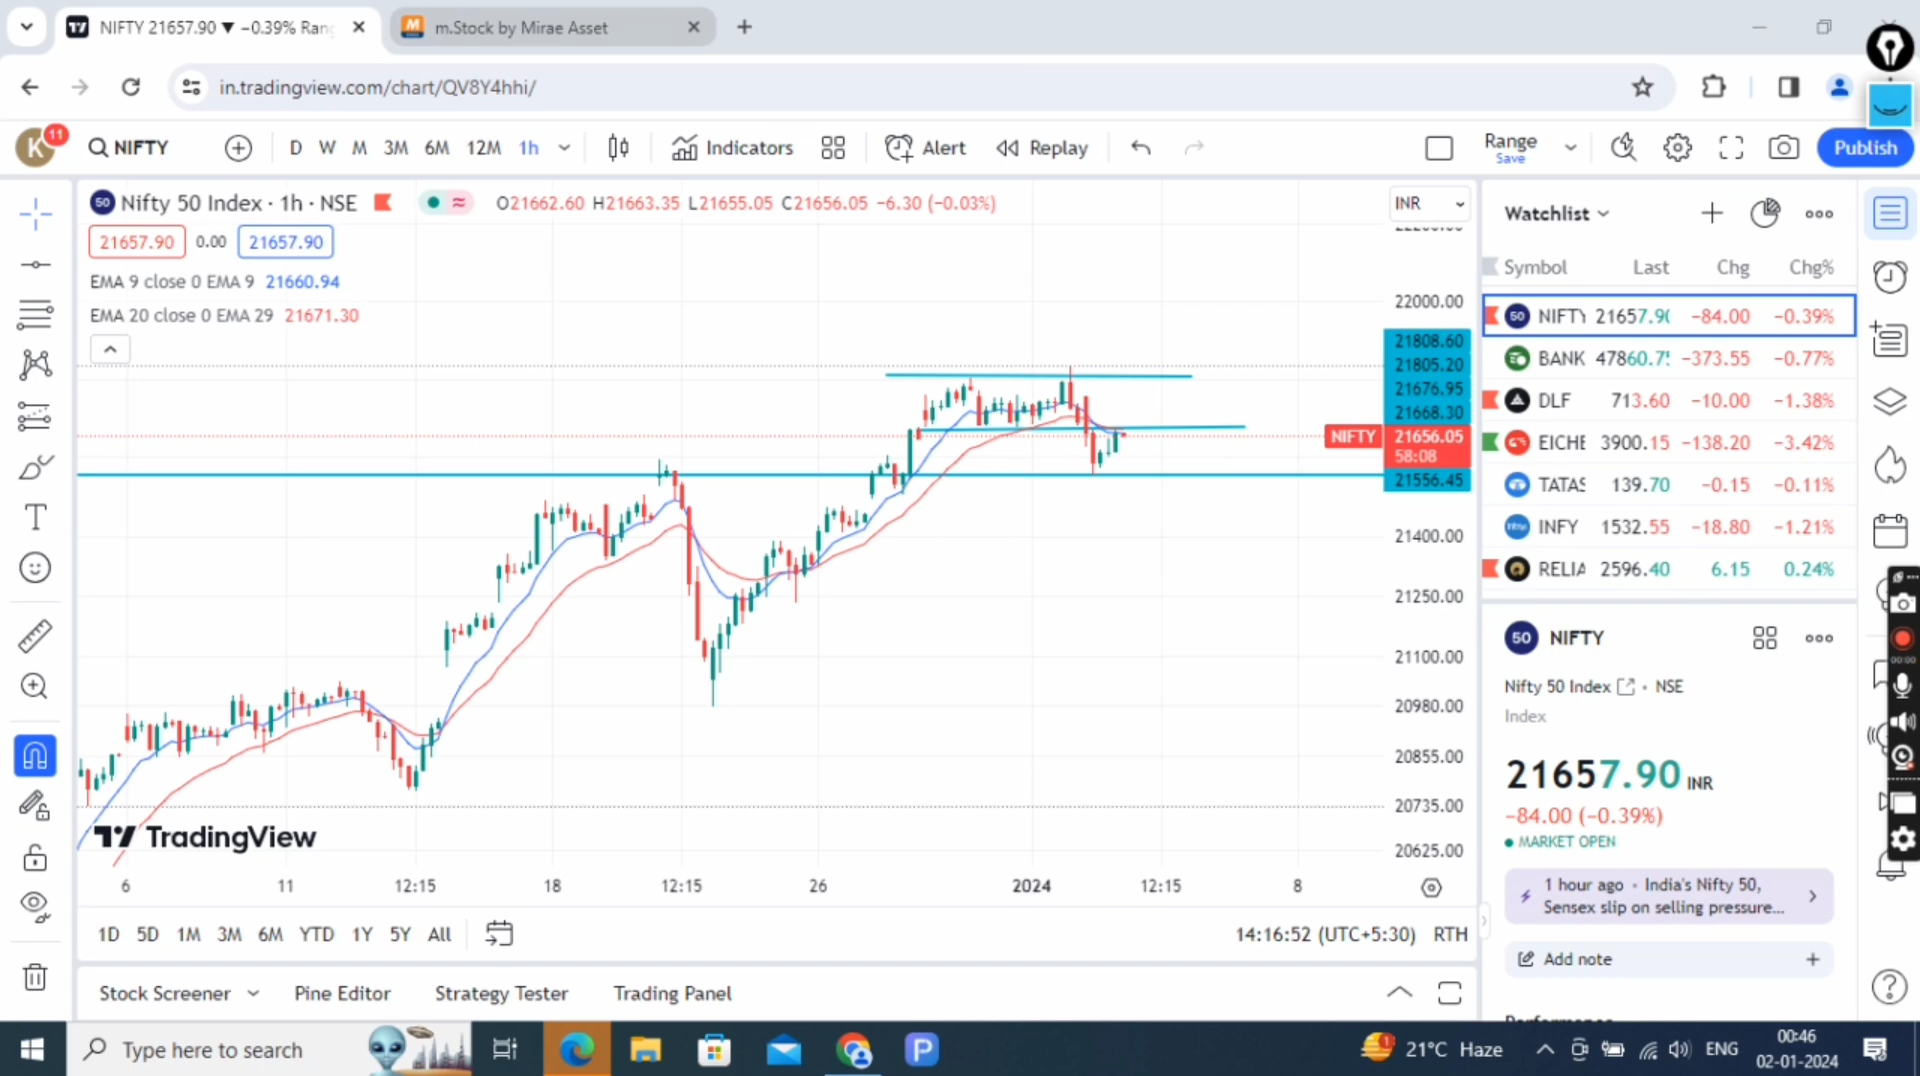 NIFTY 21657.90 ▼ −0.39% Rang
m.Stock by Mirae Asset
in.tradingview.com/chart/QV8Y4hhi/
K
11
NIFTY
D W M 3M 6M 12M 1h
Indicators
Alert
Replay
Range
Save
Publish
50 Nifty 50 Index · 1h · NSE
O21662.60 H21663.35 L21655.05 C21656.05 −6.30 (−0.03%)
INR
21657.90 0.00 21657.90
EMA 9 close 0 EMA 9 21660.94
EMA 20 close 0 EMA 29 21671.30
22000.00
21808.60
21805.20
21676.95
21668.30
NIFTY 21656.05
58:08
21556.45
21400.00
21250.00
21100.00
20980.00
20855.00
20735.00
20625.00
TradingView
6 11 12:15 18 12:15 26 2024 12:15 8
1D 5D 1M 3M 6M YTD 1Y 5Y All
14:16:52 (UTC+5:30) RTH
Stock Screener Pine Editor Strategy Tester Trading Panel
Watchlist
Symbol Last Chg Chg%
50 NIFTY 21657.90 −84.00 −0.39%
BANK 47860.75 −373.55 −0.77%
DLF 713.60 −10.00 −1.38%
EICHE 3900.15 −138.20 −3.42%
TATAS 139.70 −0.15 −0.11%
INFY 1532.55 −18.80 −1.21%
RELIA 2596.40 6.15 0.24%
50 NIFTY
Nifty 50 Index · NSE
Index
21657.90 INR
−84.00 (−0.39%)
MARKET OPEN
1 hour ago • India's Nifty 50,
Sensex slip on selling pressure...
Add note
00:00
Type here to search
21°C Haze
ENG
00:46
02-01-2024